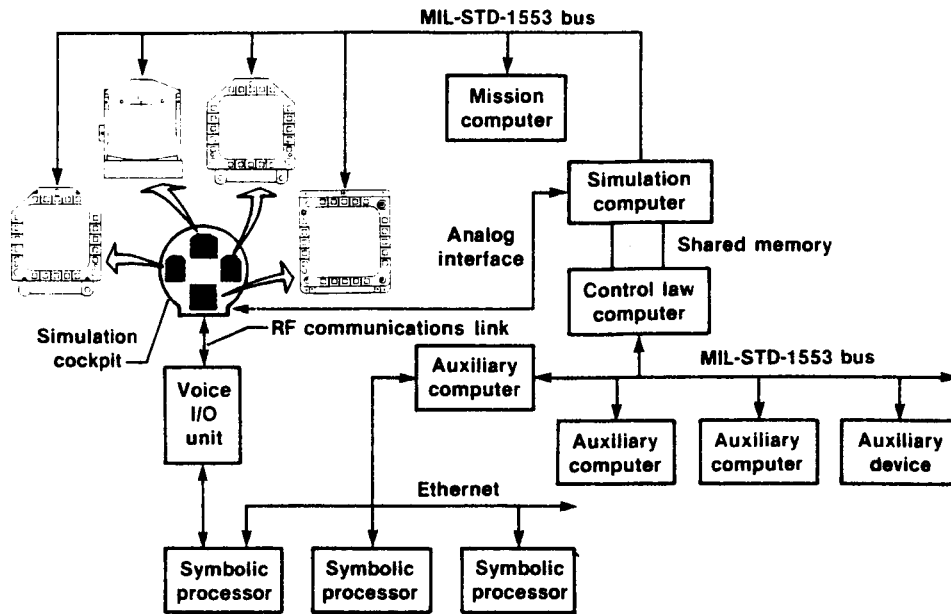 MIL-STD-1553 bus
Mission
computer
Simulation
computer
Analog
interface
Shared memory
Control law
computer
Simulation
cockpit
RF communications link
MIL-STD-1553 bus
Voice
I/O
unit
Auxiliary
computer
Auxiliary
computer
Auxiliary
computer
Auxiliary
device
Ethernet
Symbolic
processor
Symbolic
processor
Symbolic
processor